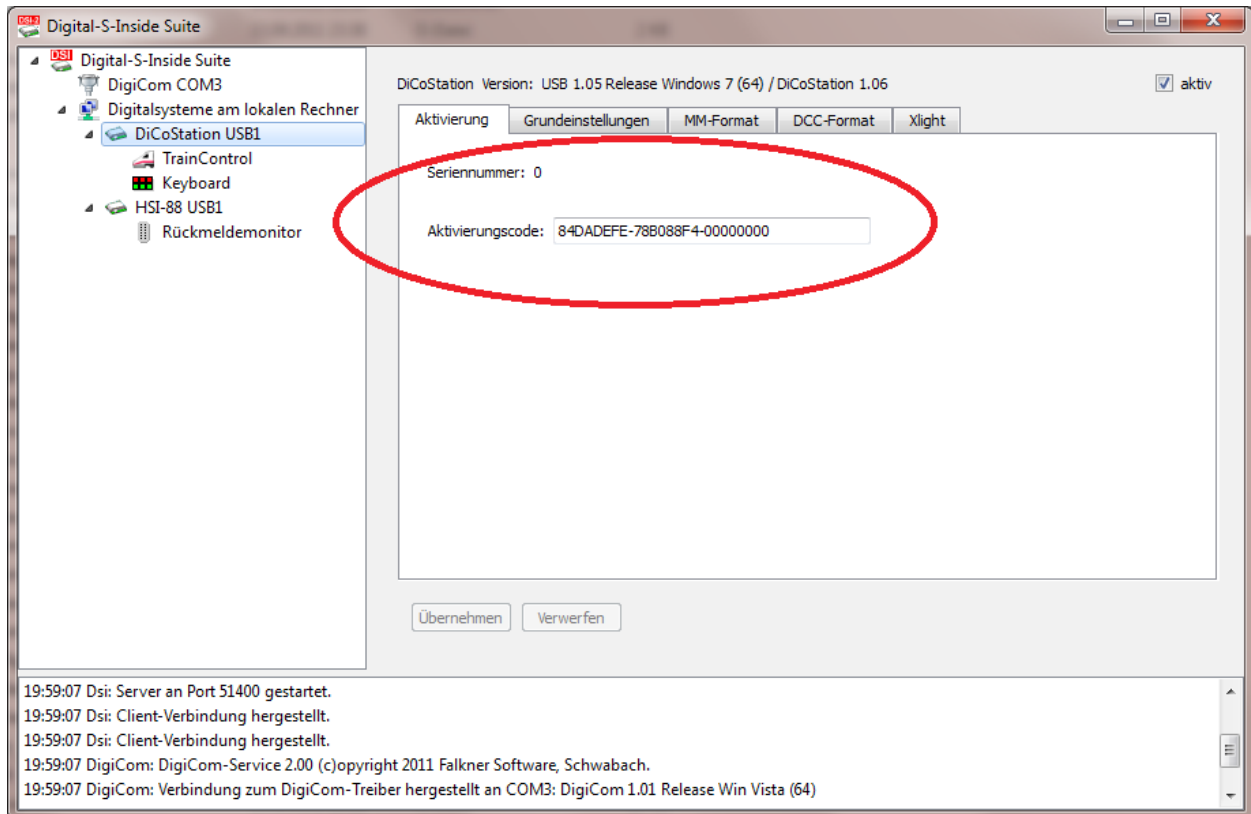 Digital-S-Inside Suite
Digital-S-Inside Suite
DigiCom COM3
Digitalsysteme am lokalen Rechner
DiCoStation USB1
TrainControl
Keyboard
HSI-88 USB1
Rückmeldemonitor
DiCoStation Version: USB 1.05 Release Windows 7 (64) / DiCoStation 1.06
aktiv
Aktivierung Grundeinstellungen MM-Format DCC-Format Xlight
Seriennummer: 0
Aktivierungscode: 84DADEFE-78B088F4-00000000
Übernehmen Verwerfen
19:59:07 Dsi: Server an Port 51400 gestartet.
19:59:07 Dsi: Client-Verbindung hergestellt.
19:59:07 Dsi: Client-Verbindung hergestellt.
19:59:07 DigiCom: DigiCom-Service 2.00 (c)opyright 2011 Falkner Software, Schwabach.
19:59:07 DigiCom: Verbindung zum DigiCom-Treiber hergestellt an COM3: DigiCom 1.01 Release Win Vista (64)